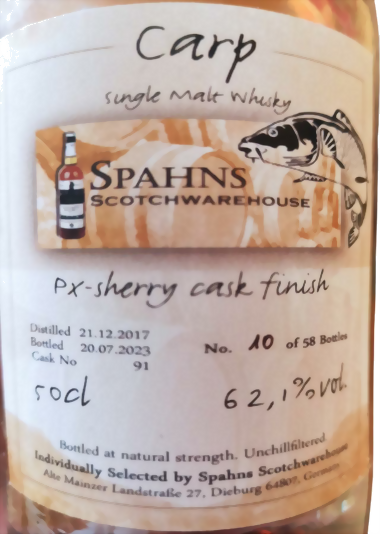 Carp
Single Malt Whisky
SPAHNS
SCOTCHWAREHOUSE
PX-sherry cask finish
Distilled 21.12.2017
Bottled 20.07.2023
Cask No 91
No. 10 of 58 Bottles
50cl
62,1%vol.
Bottled at natural strength. Unchillfiltered
Individually Selected by Spahns Scotchwarehouse
Alte Mainzer Landstraße 27, Dieburg 64807, Germany